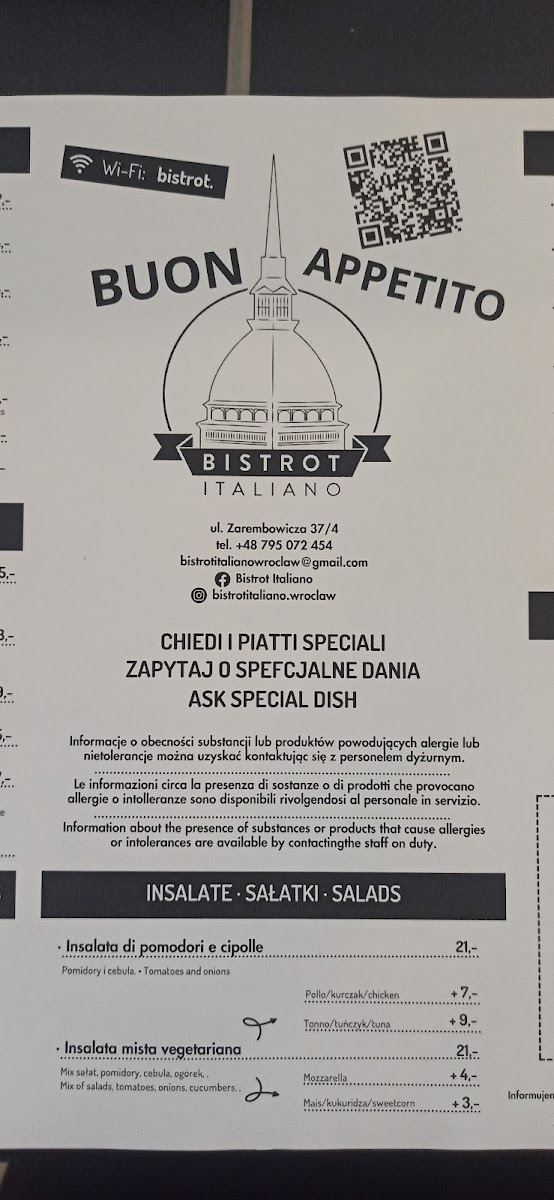 Wi-Fi: bistrot.
BUON APPETITO
BISTROT
ITALIANO
ul. Zarembowicza 37/4
tel. +48 795 072 454
bistrotitalianowroclaw@gmail.com
Bistrot Italiano
bistrotitaliano.wroclaw
CHIEDI I PIATTI SPECIALI
ZAPYTAJ O SPEFCJALNE DANIA
ASK SPECIAL DISH
Informacje o obecności substancji lub produktów powodujących alergie lub
nietolerancje można uzyskać kontaktując się z personelem dyżurnym.
Le informazioni circa la presenza di sostanze o di prodotti che provocano
allergie o intolleranze sono disponibili rivolgendosi al personale in servizio.
Information about the presence of substances or products that cause allergies
or intolerances are available by contactingthe staff on duty.
INSALATE · SAŁATKI · SALADS
· Insalata di pomodori e cipolle 21,-
Pomidory i cebula. • Tomatoes and onions
Pollo/kurczak/chicken +7,-
Tonno/tuńczyk/tuna +9,-
· Insalata mista vegetariana 21,-
Mix sałat, pomidory, cebula, ogórek, .
Mix of salads, tomatoes, onions, cucumbers, .
Mozzarella +4,-
Mais/kukuridza/sweetcorn +3,-
Informujem